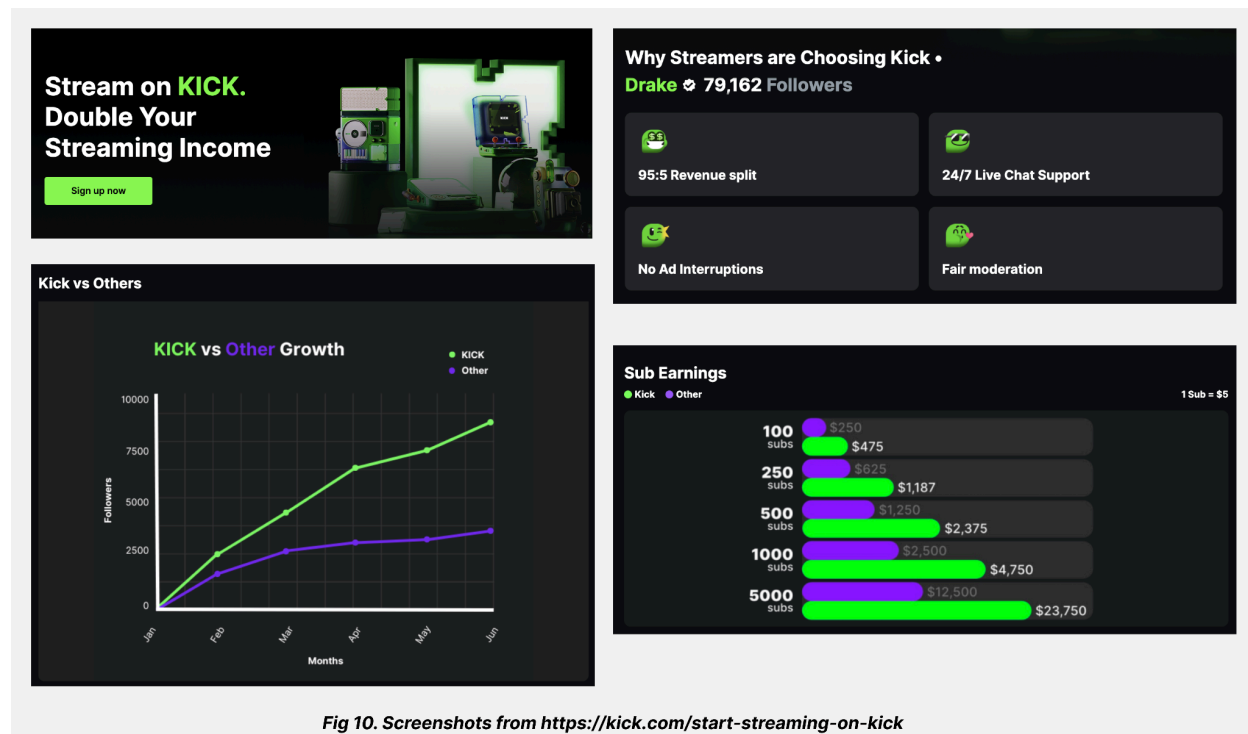 Stream on KICK.
Double Your
Streaming Income
Sign up now
KICK
Why Streamers are Choosing Kick •
Drake 79,162 Followers
95:5 Revenue split
24/7 Live Chat Support
No Ad Interruptions
Fair moderation
Kick vs Others
KICK vs Other Growth
KICK
Other
10000
7500
5000
2500
0
Followers
Jan
Feb
Mar
Apr
May
Jun
Months
Sub Earnings
Kick Other
1 Sub = $5
100
subs
$250
$475
250
subs
$625
$1,187
500
subs
$1,250
$2,375
1000
subs
$2,500
$4,750
5000
subs
$12,500
$23,750
Fig 10. Screenshots from https://kick.com/start-streaming-on-kick